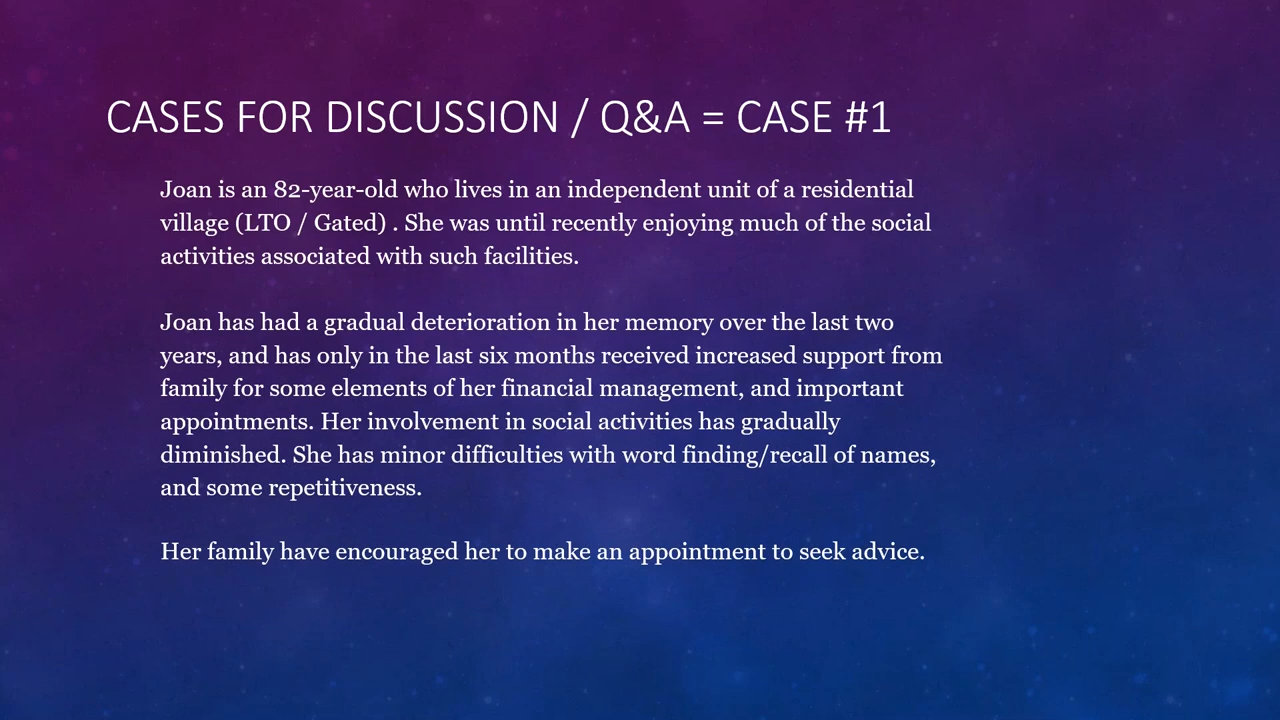 CASES FOR DISCUSSION / Q&A = CASE #1
Joan is an 82-year-old who lives in an independent unit of a residential
village (LTO / Gated) . She was until recently enjoying much of the social
activities associated with such facilities.
Joan has had a gradual deterioration in her memory over the last two
years, and has only in the last six months received increased support from
family for some elements of her financial management, and important
appointments. Her involvement in social activities has gradually
diminished. She has minor difficulties with word finding/recall of names,
and some repetitiveness.
Her family have encouraged her to make an appointment to seek advice.